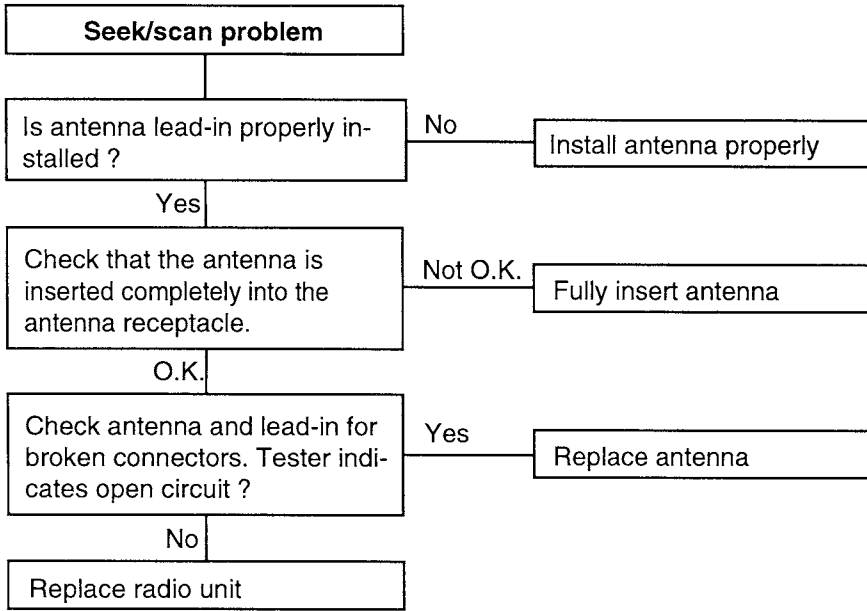 Seek/scan problem
Is antenna lead-in properly in-
stalled ?
No
Install antenna properly
Yes
Check that the antenna is
inserted completely into the
antenna receptacle.
Not O.K.
Fully insert antenna
O.K.
Check antenna and lead-in for
broken connectors. Tester indi-
cates open circuit ?
Yes
Replace antenna
No
Replace radio unit